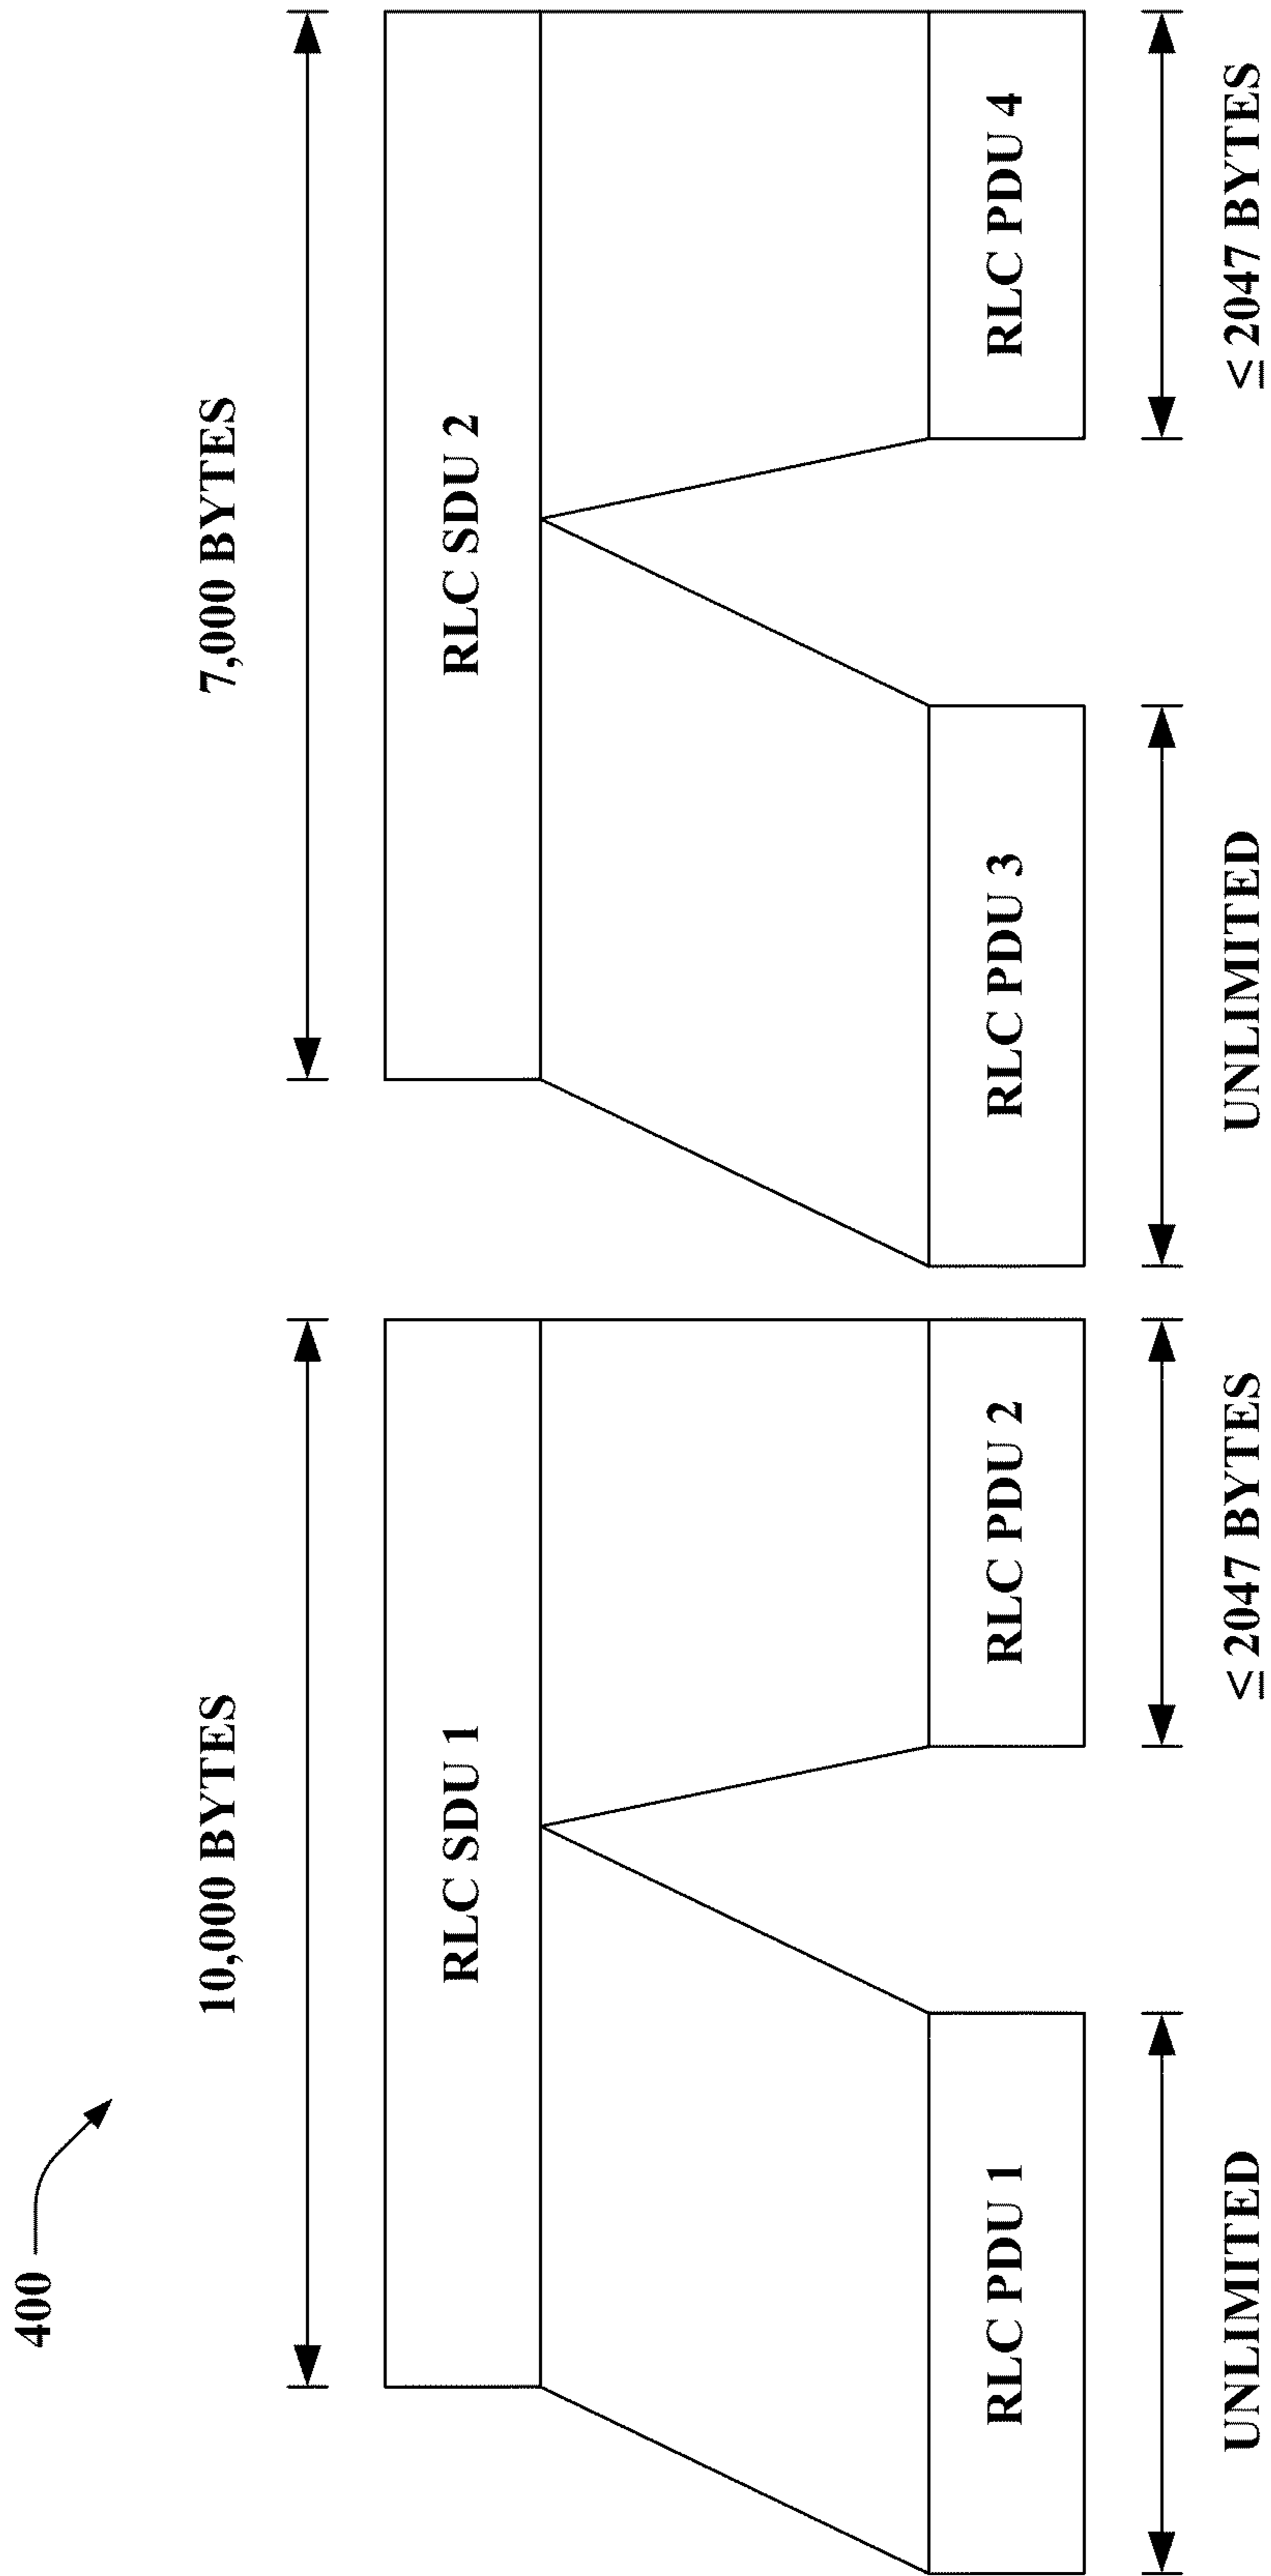 400
10,000 BYTES
7,000 BYTES
RLC SDU 1
RLC SDU 2
RLC PDU 1
RLC PDU 2
RLC PDU 3
RLC PDU 4
UNLIMITED
≤ 2047 BYTES
UNLIMITED
≤ 2047 BYTES